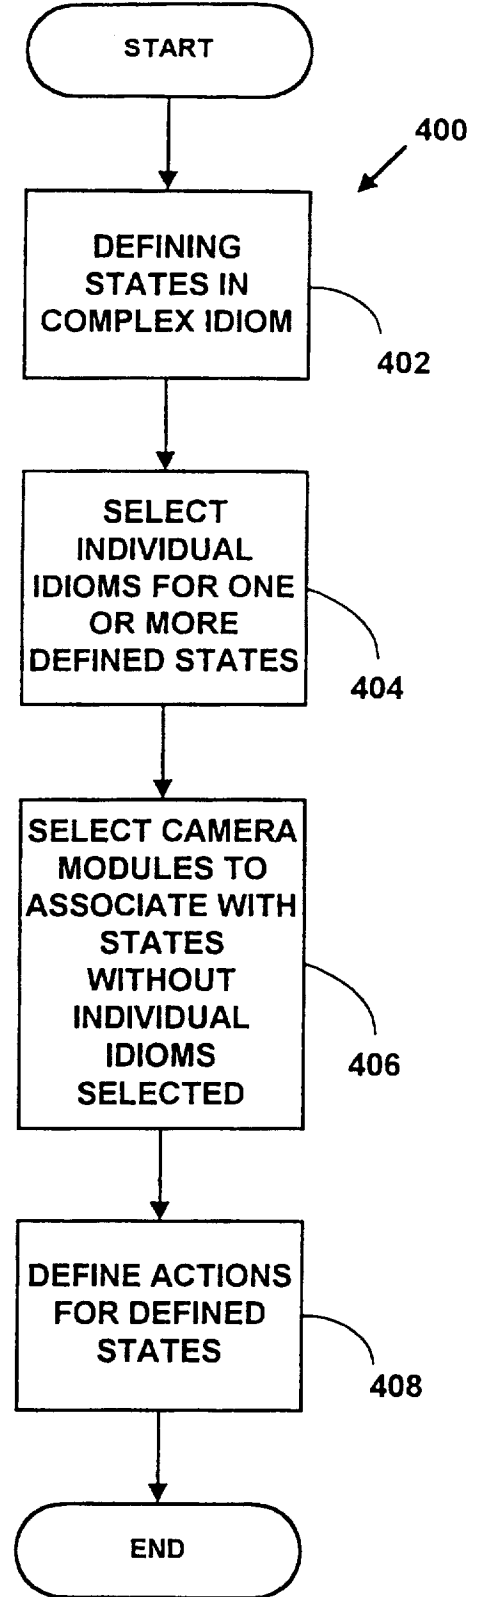 START
400
DEFINING
STATES IN
COMPLEX IDIOM
402
SELECT
INDIVIDUAL
IDIOMS FOR ONE
OR MORE
DEFINED STATES
404
SELECT CAMERA
MODULES TO
ASSOCIATE WITH
STATES
WITHOUT
INDIVIDUAL
IDIOMS
SELECTED
406
DEFINE ACTIONS
FOR DEFINED
STATES
408
END